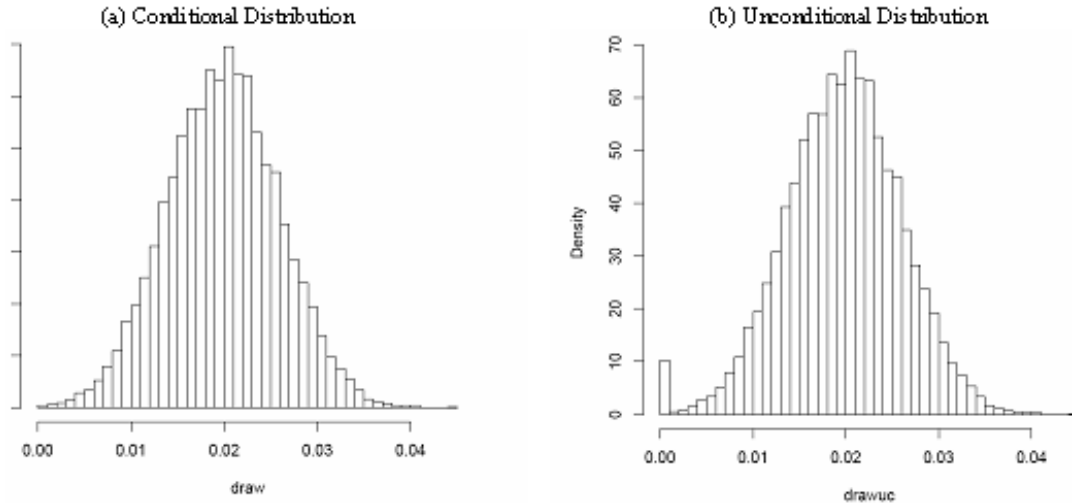 (a) Conditional Distribution
0.00 0.01 0.02 0.03 0.04
draw
(b) Unconditional Distribution
70
60
50
40
30
20
10
0
Density
0.00 0.01 0.02 0.03 0.04
drawuc